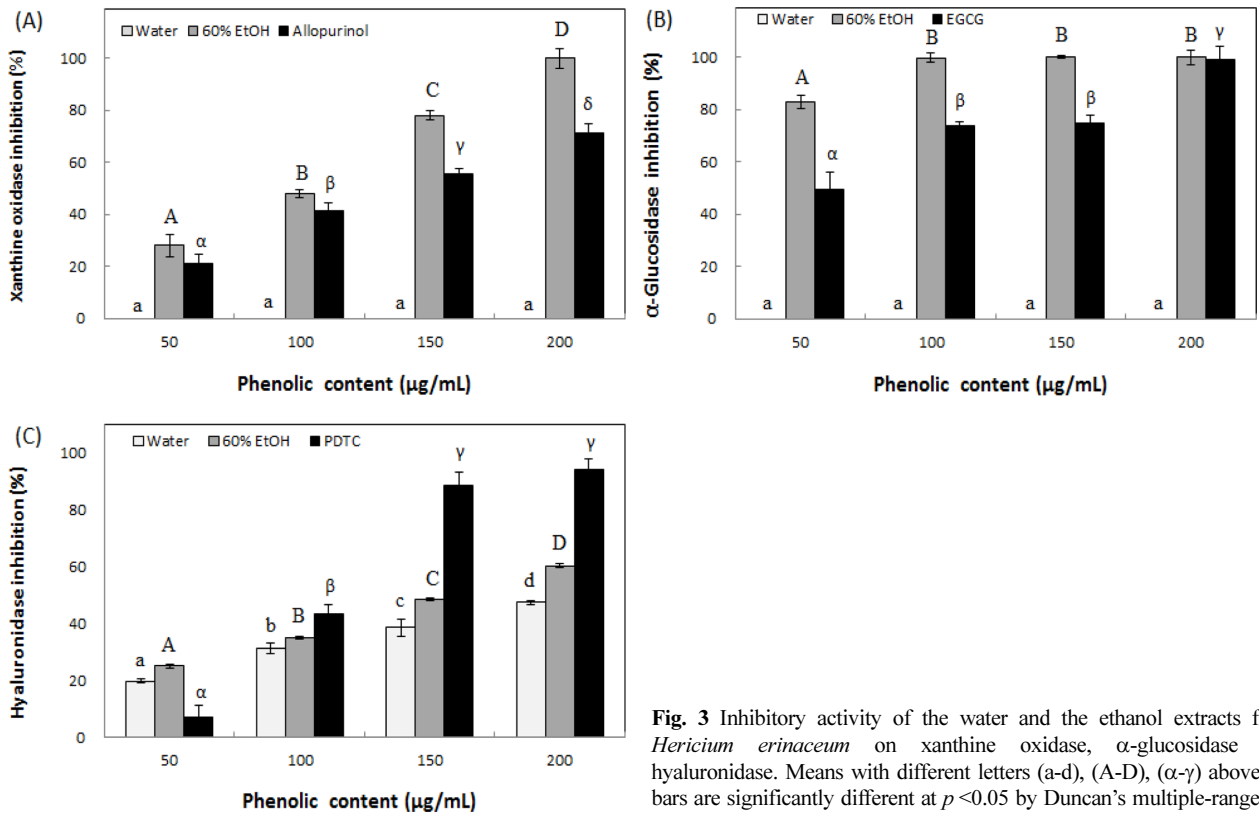 (A)
Water 60% EtOH Allopurinol
Xanthine oxidase inhibition (%)
100
80
60
40
20
0
a A α
a B β
a C γ
a D δ
50 100 150 200
Phenolic content (µg/mL)
(B)
Water 60% EtOH EGCG
α-Glucosidase inhibition (%)
100
80
60
40
20
0
a A α
a B β
a B β
a B γ
50 100 150 200
Phenolic content (µg/mL)
(C)
Water 60% EtOH PDTC
Hyaluronidase inhibition (%)
100
80
60
40
20
0
a A α
b B β
c C γ
d D γ
50 100 150 200
Phenolic content (µg/mL)
Fig. 3 Inhibitory activity of the water and the ethanol extracts f
Hericium erinaceum on xanthine oxidase, α-glucosidase
hyaluronidase. Means with different letters (a-d), (A-D), (α-γ) above
bars are significantly different at p <0.05 by Duncan's multiple-range